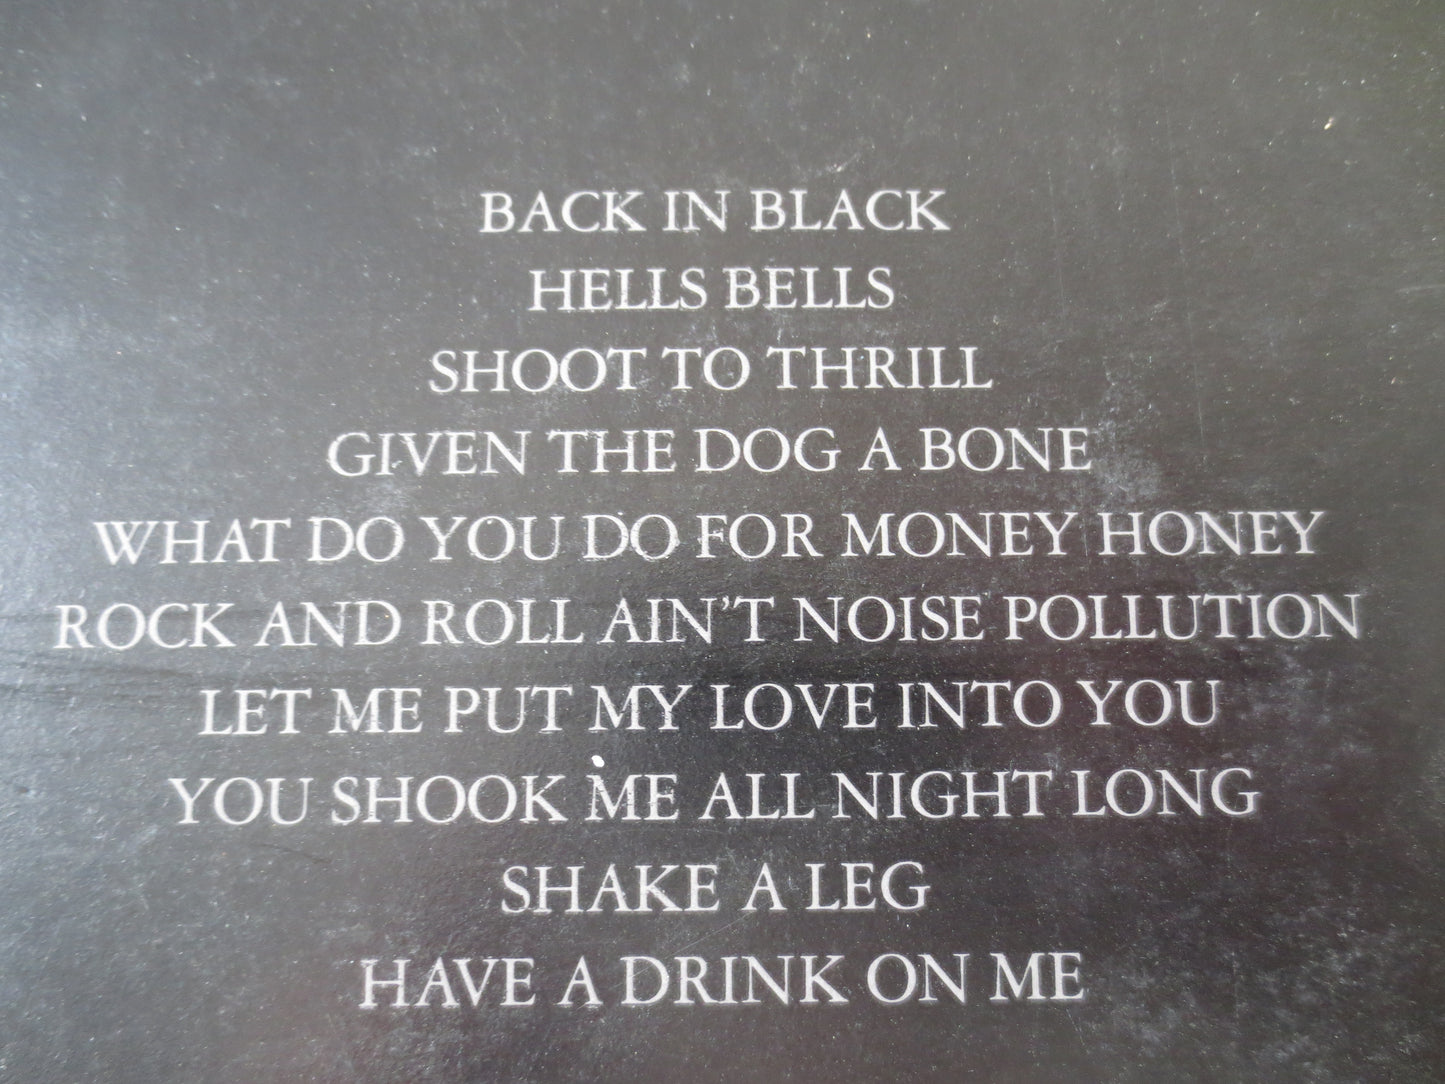 BACK IN BLACK
HELLS BELLS
SHOOT TO THRILL
GIVEN THE DOG A BONE
WHAT DO YOU DO FOR MONEY HONEY
ROCK AND ROLL AIN'T NOISE POLLUTION
LET ME PUT MY LOVE INTO YOU
YOU SHOOK ME ALL NIGHT LONG
SHAKE A LEG
HAVE A DRINK ON ME